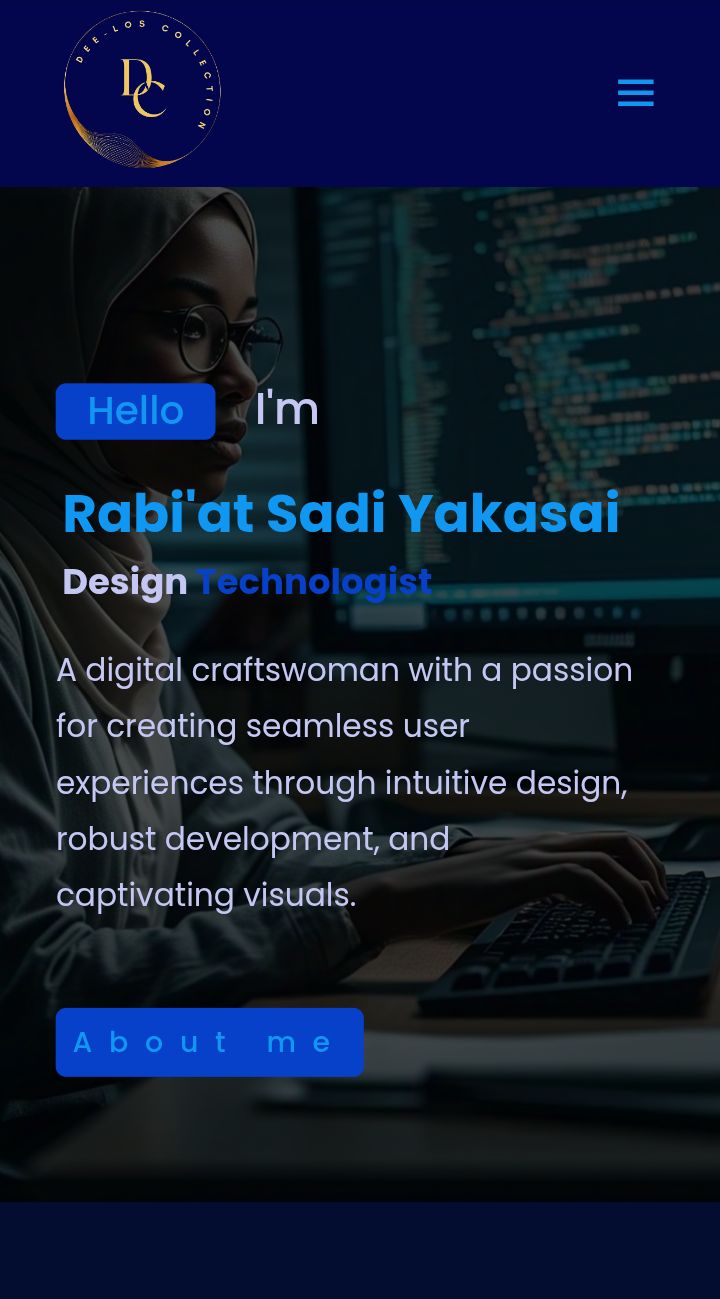 DEE-LOS COLLECTION
DC
Hello I'm
Rabi'at Sadi Yakasai
Design Technologist
A digital craftswoman with a passion
for creating seamless user
experiences through intuitive design,
robust development, and
captivating visuals.
About me